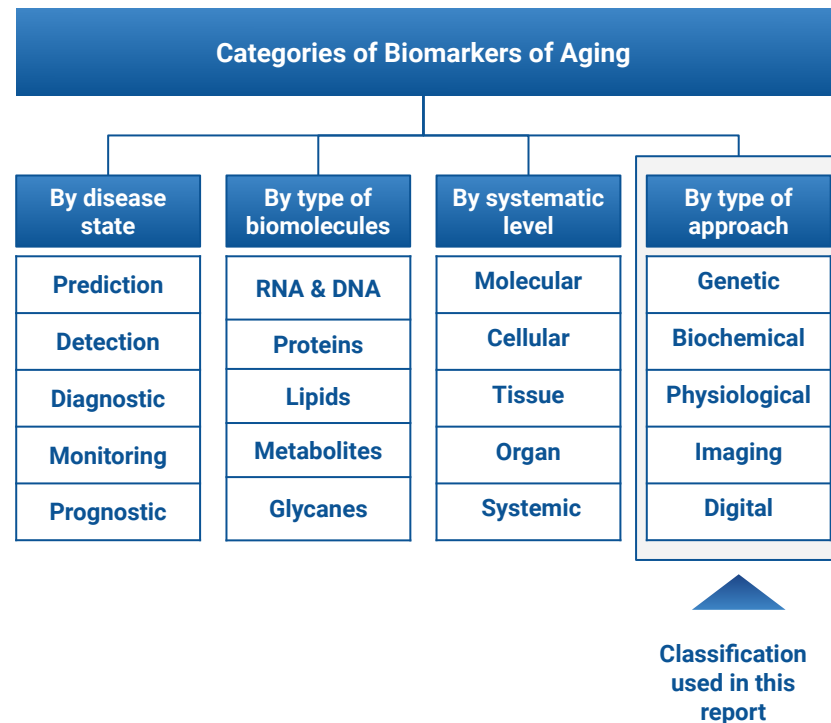 Categories of Biomarkers of Aging
By disease
state
Prediction
Detection
Diagnostic
Monitoring
Prognostic
By type of
biomolecules
RNA & DNA
Proteins
Lipids
Metabolites
Glycanes
By systematic
level
Molecular
Cellular
Tissue
Organ
Systemic
By type of
approach
Genetic
Biochemical
Physiological
Imaging
Digital
Classification
used in this
report